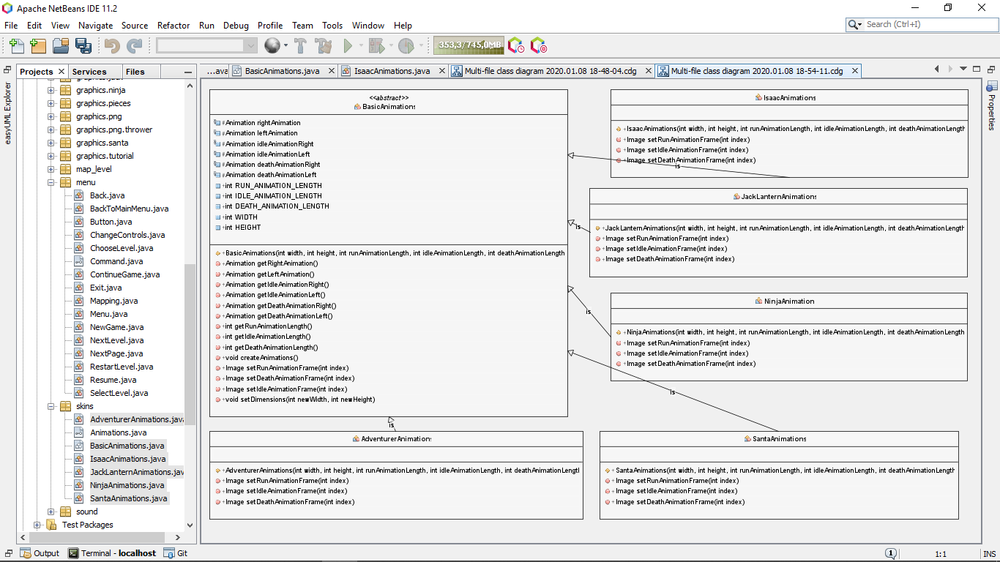 Apache NetBeans IDE 11.2
File Edit View Navigate Source Refactor Run Debug Profile Team Tools Window Help
Search (Ctrl+I)
353,3/745,0MB
Projects Services Files
...ava BasicAnimations.java IsaacAnimations.java Multi-file class diagram 2020.01.08 18-48-04.cdg Multi-file class diagram 2020.01.08 18-54-11.cdg
easyUML Explorer
graphics.ninja
graphics.pieces
graphics.png
graphics.png.thrower
graphics.santa
graphics.tutorial
map_level
menu
Back.java
BackToMainMenu.java
Button.java
ChangeControls.java
ChooseLevel.java
Command.java
ContinueGame.java
Exit.java
Mapping.java
Menu.java
NewGame.java
NextLevel.java
NextPage.java
RestartLevel.java
Resume.java
SelectLevel.java
skins
AdventurerAnimations.java
Animations.java
BasicAnimations.java
IsaacAnimations.java
JackLanternAnimations.jav
NinjaAnimations.java
SantaAnimations.java
sound
Test Packages
<<abstract>>
BasicAnimations
#Animation rightAnimation
#Animation leftAnimation
#Animation idleAnimationRight
#Animation idleAnimationLeft
#Animation deathAnimationRight
#Animation deathAnimationLeft
+int RUN_ANIMATION_LENGTH
+int IDLE_ANIMATION_LENGTH
+int DEATH_ANIMATION_LENGTH
+int WIDTH
+int HEIGHT
+BasicAnimations(int width, int height, int runAnimationLength, int idleAnimationLength, int deathAnimationLength
+Animation getRightAnimation()
+Animation getLeftAnimation()
+Animation getIdleAnimationRight()
+Animation getIdleAnimationLeft()
+Animation getDeathAnimationRight()
+Animation getDeathAnimationLeft()
+int getRunAnimationLength()
+int getIdleAnimationLength()
+int getDeathAnimationLength()
+void createAnimations()
+Image setRunAnimationFrame(int index)
+Image setDeathAnimationFrame(int index)
+Image setIdleAnimationFrame(int index)
+void setDimensions(int newWidth, int newHeight)
IsaacAnimations
+IsaacAnimations(int width, int height, int runAnimationLength, int idleAnimationLength, int deathAnimationLength
+Image setRunAnimationFrame(int index)
+Image setIdleAnimationFrame(int index)
+Image setDeathAnimationFrame(int index)
is
JackLanternAnimations
+JackLanternAnimations(int width, int height, int runAnimationLength, int idleAnimationLength, int deathAnimationLength
+Image setRunAnimationFrame(int index)
+Image setIdleAnimationFrame(int index)
+Image setDeathAnimationFrame(int index)
is
NinjaAnimation
+NinjaAnimations(int width, int height, int runAnimationLength, int idleAnimationLength, int deathAnimationLength
+Image setRunAnimationFrame(int index)
+Image setIdleAnimationFrame(int index)
+Image setDeathAnimationFrame(int index)
is
is
is
AdventurerAnimations
+AdventurerAnimations(int width, int height, int runAnimationLength, int idleAnimationLength, int deathAnimationLength
+Image setRunAnimationFrame(int index)
+Image setIdleAnimationFrame(int index)
+Image setDeathAnimationFrame(int index)
SantaAnimations
+SantaAnimations(int width, int height, int runAnimationLength, int idleAnimationLength, int deathAnimationLength
+Image setRunAnimationFrame(int index)
+Image setIdleAnimationFrame(int index)
+Image setDeathAnimationFrame(int index)
Properties
Output Terminal - localhost Git
1 1:1 INS